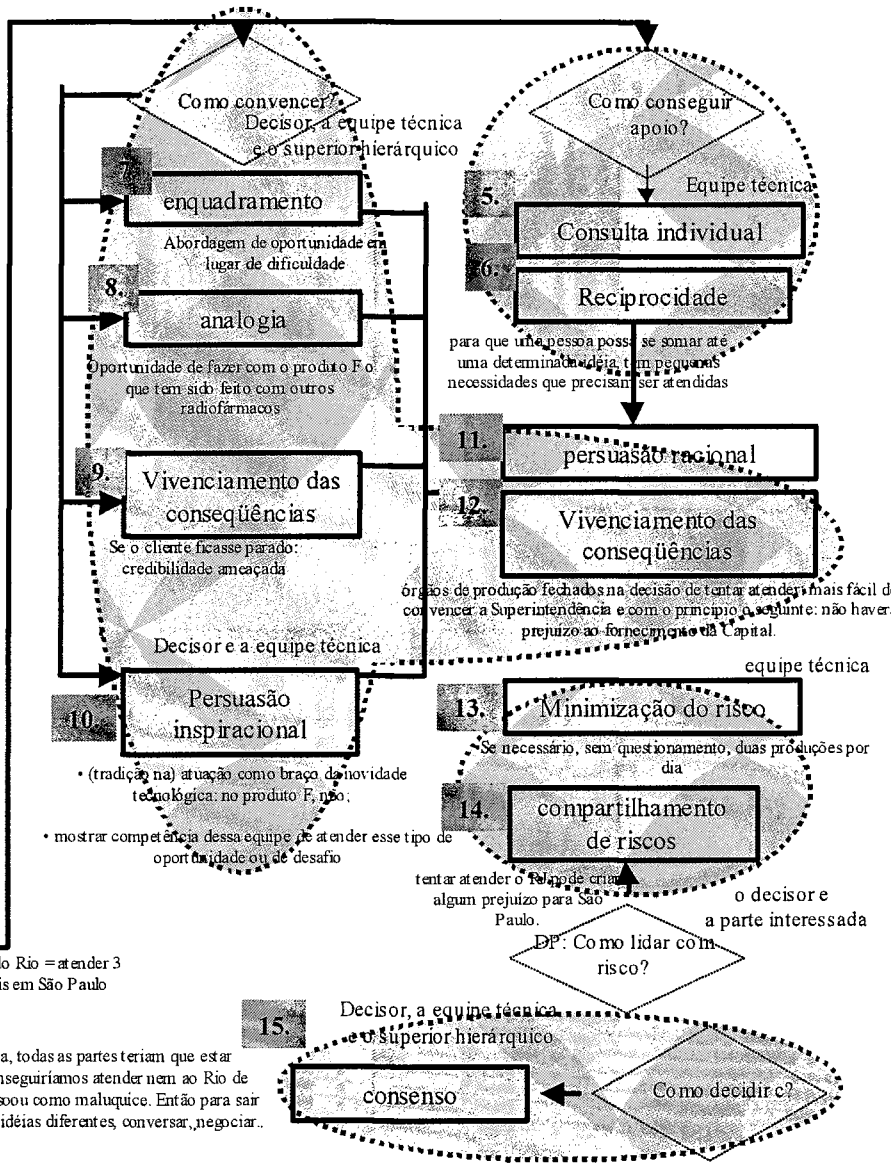 Como convencer?
Decisor, a equipe técnica
e o superior hierárquico
7.
enquadramento
Abordagem de oportunidade em
lugar de dificuldade
8.
analogia
Oportunidade de fazer com o produto F o
que tem sido feito com outros
radiofármacos
9.
Vivenciamento das
conseqüências
Se o cliente ficasse parado:
credibilidade ameaçada
Decisor e a equipe técnica
10.
Persuasão
inspiracional
• (tradição na) atuação como braço da novidade
tecnológica: no produto F, não;
• mostrar competência dessa equipe de atender esse tipo de
oportunidade ou de desafio
Como conseguir
apoio?
Equipe técnica
5.
Consulta individual
6.
Reciprocidade
para que uma pessoa possa se somar até
uma determinada idéia, tem pequenas
necessidades que precisam ser atendidas
11.
persuasão racional
12.
Vivenciamento das
conseqüências
órgãos de produção fechados na decisão de tentar atender: mais fácil de
convencer a Superintendência e com o princípio o seguinte: não haver
prejuízo ao fornecimento da Capital.
equipe técnica
13.
Minimização do risco
Se necessário, sem questionamento, duas produções por
dia
14.
compartilhamento
de riscos
tentar atender o RJ pode criar
algum prejuízo para São
Paulo.
o decisor e
a parte interessada
DP: Como lidar com
risco?
do Rio = atender 3
is em São Paulo
15.
Decisor, a equipe técnica
e o superior hierárquico
consenso
Como decidir c?
a, todas as partes teriam que estar
nseguiríamos atender nem ao Rio de
soou como maluquice. Então para sair
idéias diferentes, conversar, negociar..